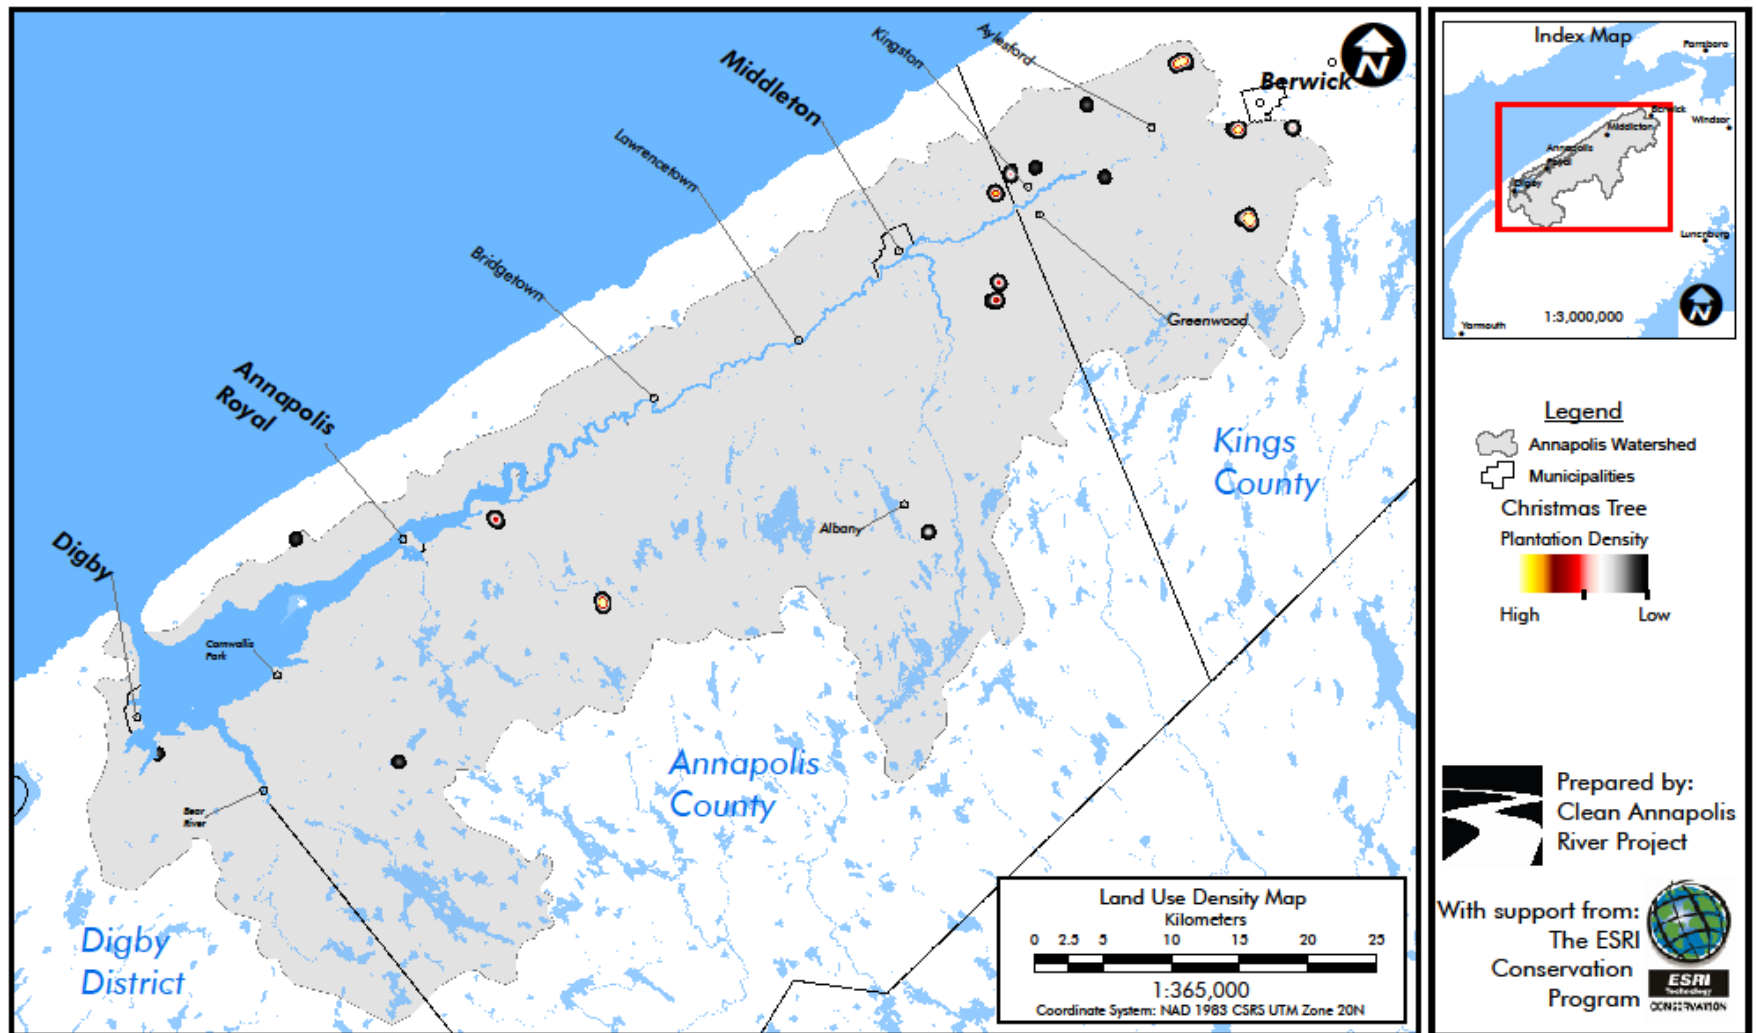 Aylesford
Kingston
Middleton
Berwick
Lawrencetown
Bridgetown
Greenwood
Annapolis
Royal
Kings
County
Albany
Digby
Cornwallis
Park
Bear
River
Annapolis
County
Digby
District
N
Land Use Density Map
Kilometers
0 2.5 5 10 15 20 25
1:365,000
Coordinate System: NAD 1983 CSRS UTM Zone 20N
Index Map
Parrsboro
Berwick
Windsor
Middleton
Annapolis
Royal
Digby
Lunenburg
Yarmouth
1:3,000,000
N
Legend
Annapolis Watershed
Municipalities
Christmas Tree
Plantation Density
High Low
Prepared by:
Clean Annapolis
River Project
With support from:
The ESRI
Conservation
Program
ESRI
Technology
CONSERVATION